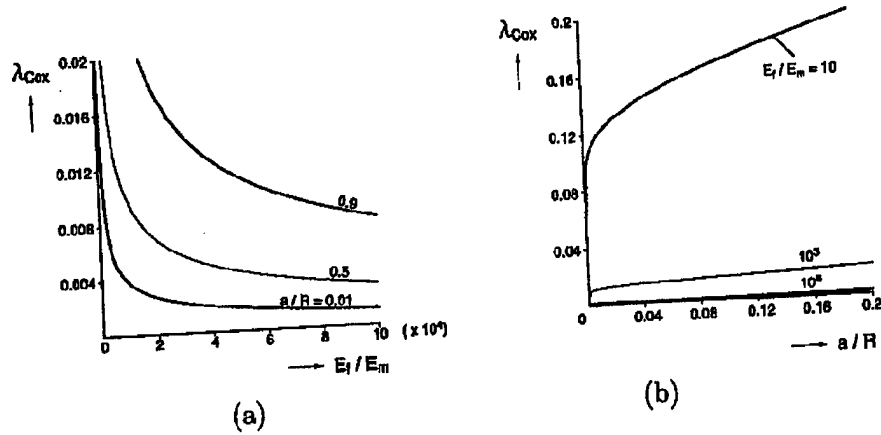 λCox
0.02
0.016
0.012
0.008
0.004
0.9
0.5
a/R = 0.01
0 2 4 6 8 10 (×10⁴)
E_f/E_m
(a)
λCox
0.2
0.16
0.12
0.08
0.04
0
E_f/E_m = 10
10³
0 0.04 0.08 0.12 0.16 0.2
a/R
(b)